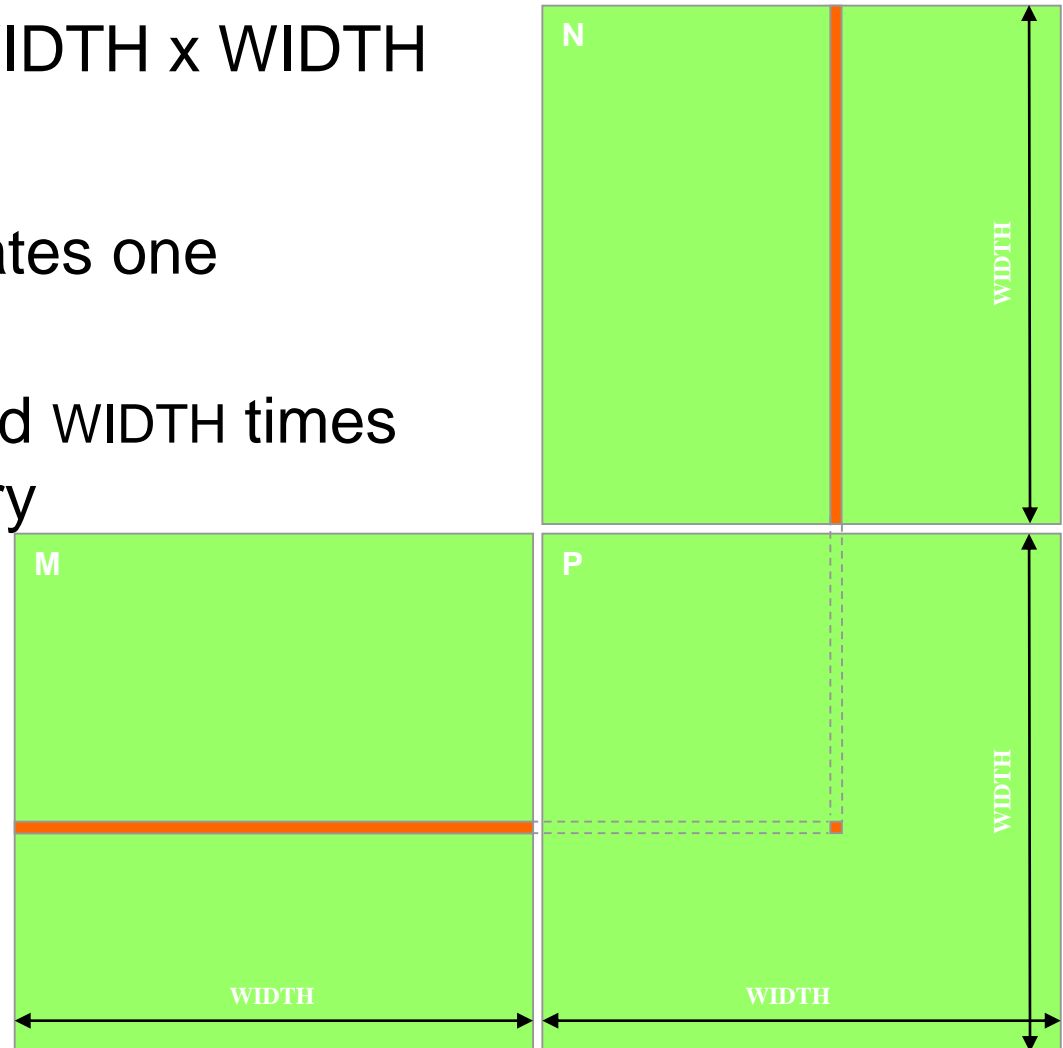 IDTH x WIDTH
ates one
d WIDTH times
ry
N
WIDTH
M
P
WIDTH
WIDTH
WIDTH